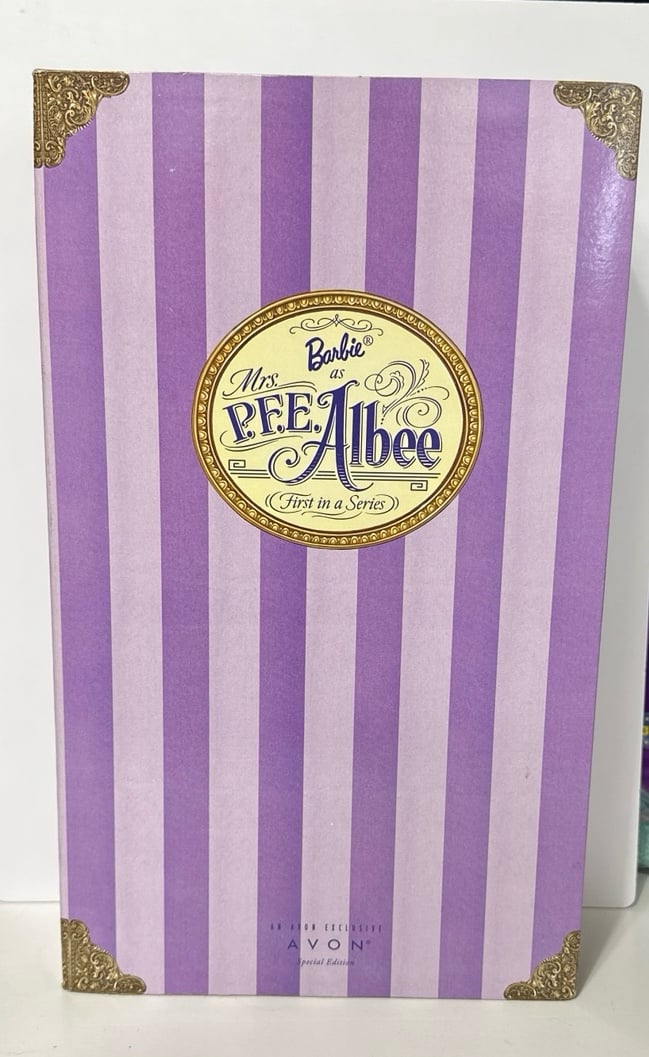 Barbie®
as
Mrs.
P.F.E. Albee
First in a Series
AN AVON EXCLUSIVE
AVON®
Special Edition